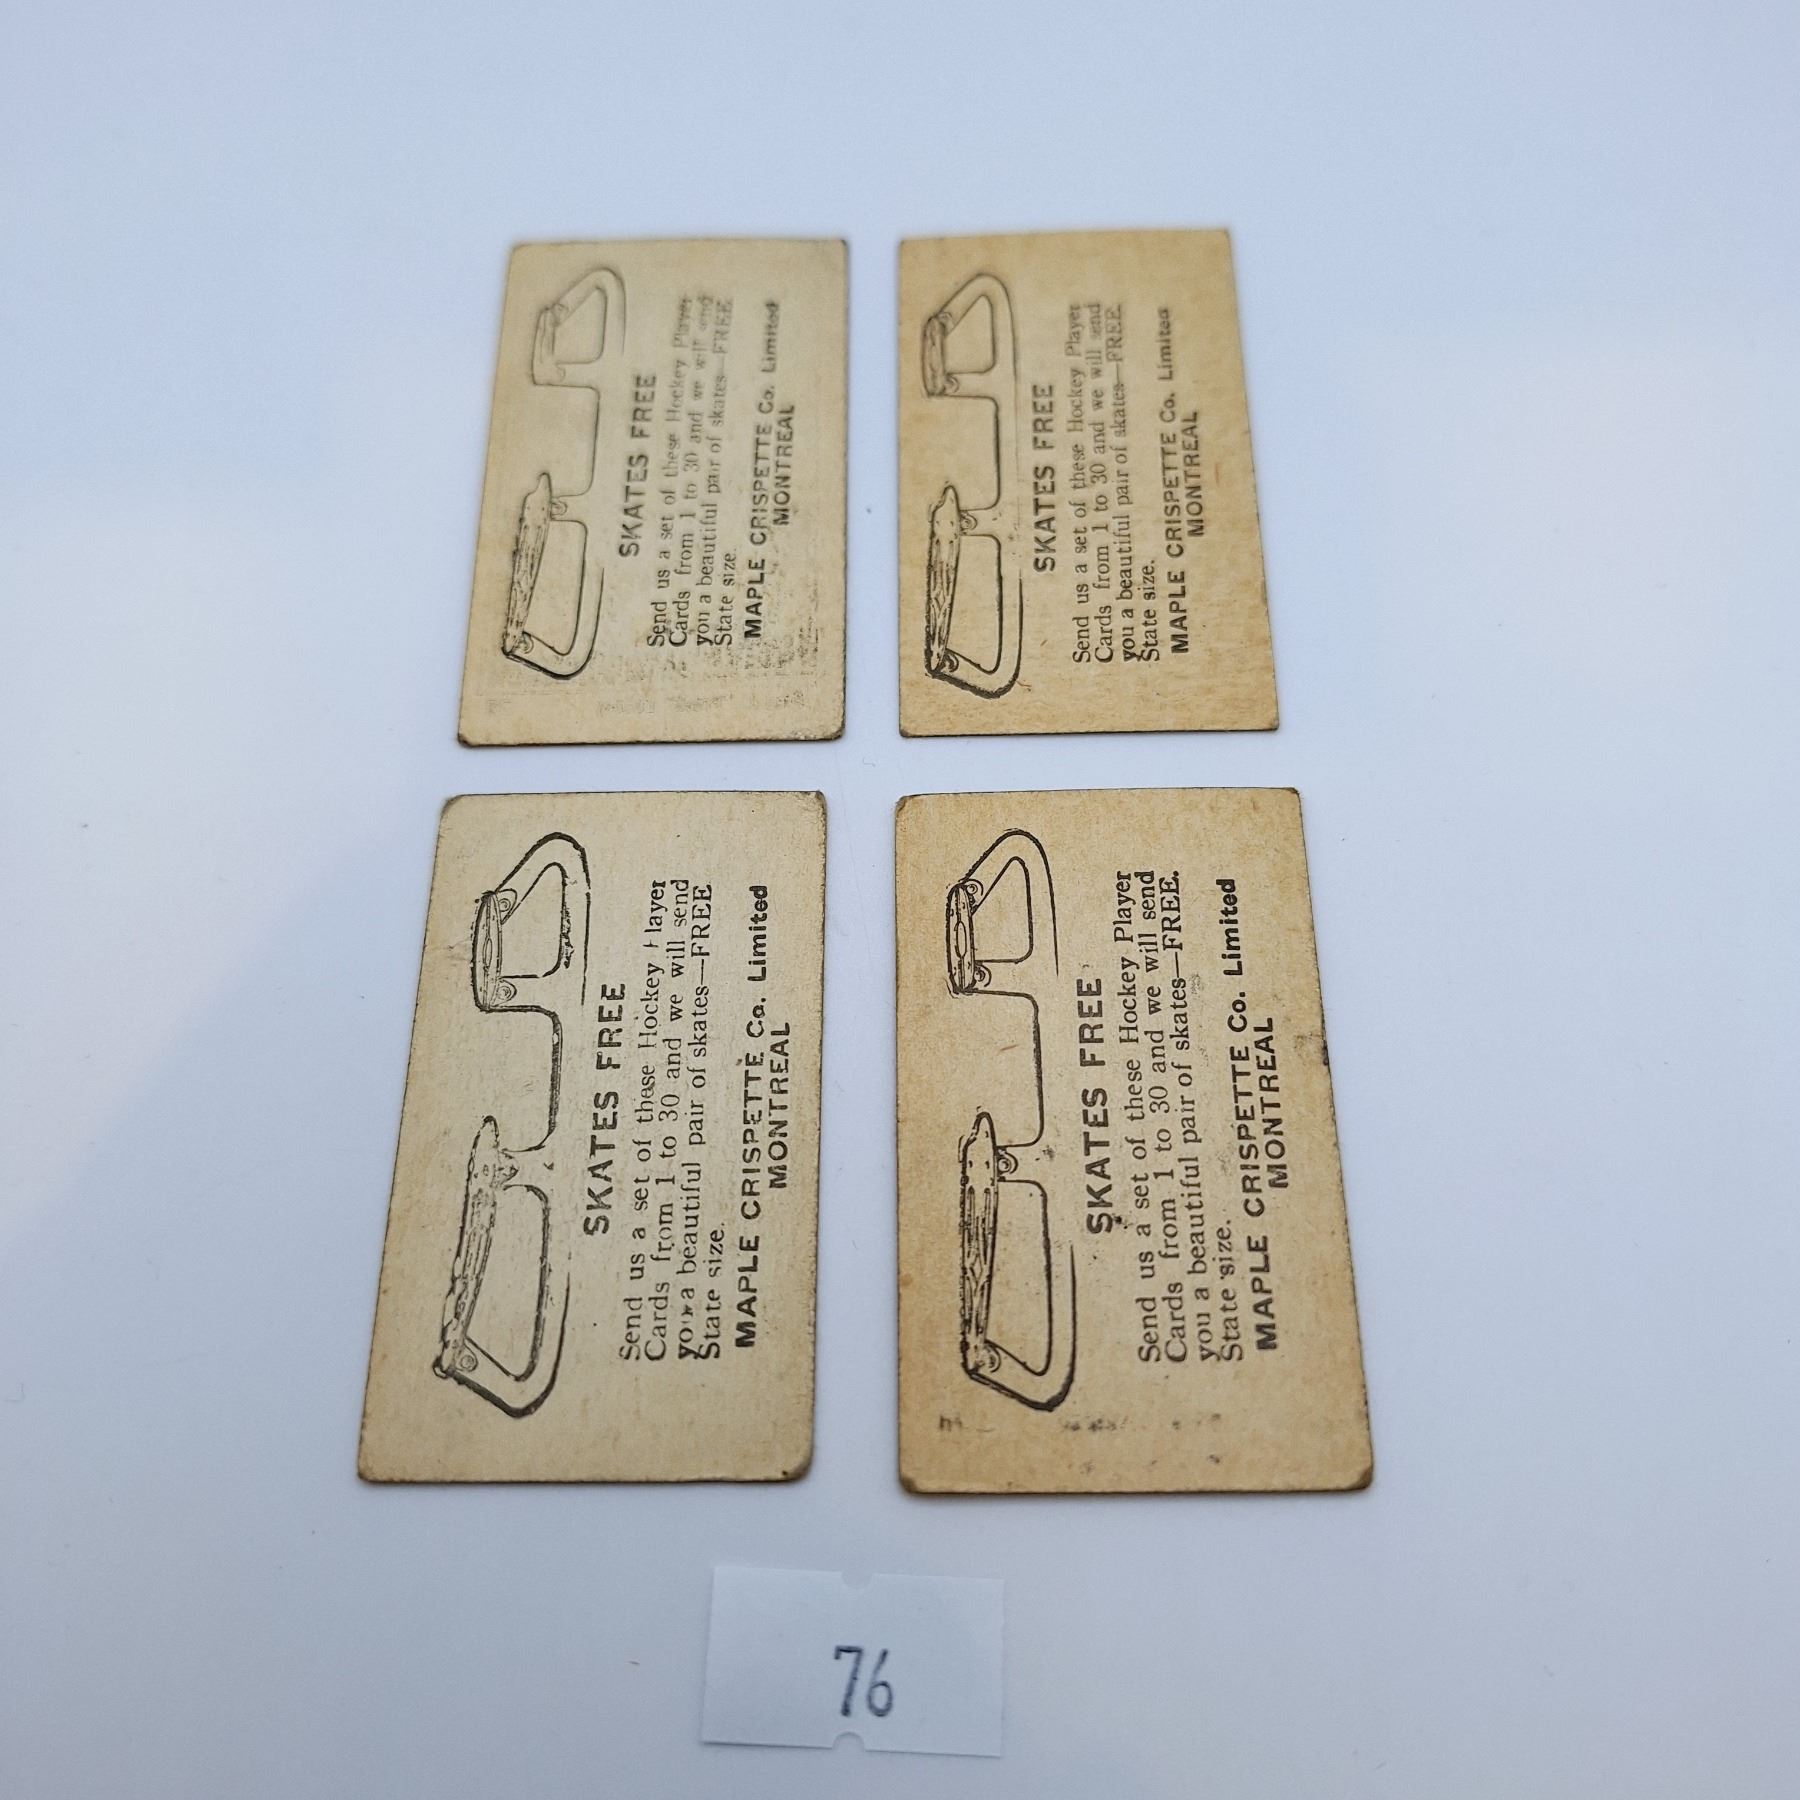 SKATES FREE
Send us a set of these Hockey Player
Cards from 1 to 30 and we will send
you a beautiful pair of skates—FREE
State size.
MAPLE CRISPETTE Co. Limited
MONTREAL
SKATES FREE
Send us a set of these Hockey Player
Cards from 1 to 30 and we will send
you a beautiful pair of skates—FREE.
State size.
MAPLE CRISPETTE Co. Limited
MONTREAL
SKATES FREE
Send us a set of these Hockey layer
Cards from 1 to 30 and we will send
you a beautiful pair of skates—FREE
State size.
MAPLE CRISPETTE Co. Limited
MONTREAL
SKATES FREE
Send us a set of these Hockey Player
Cards from 1 to 30 and we will send
you a beautiful pair of skates—FREE.
State size.
MAPLE CRISPETTE Co. Limited
MONTREAL
76